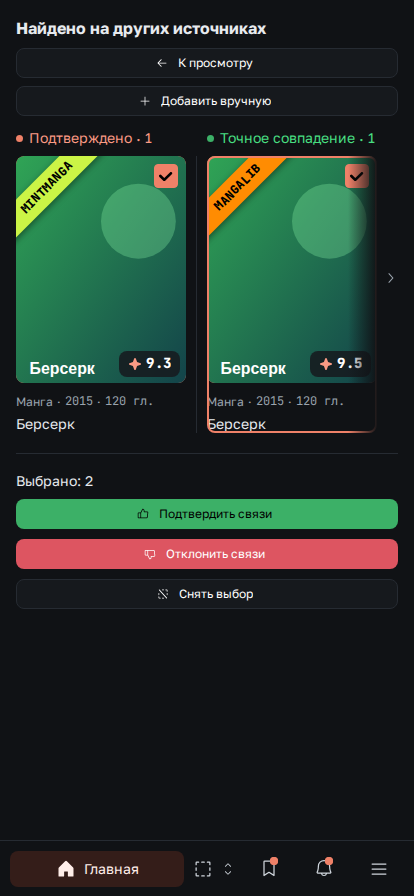 Найдено на других источниках
К просмотру
Добавить вручную
Подтверждено · 1
Точное совпадение · 1
MINTMANGA
Берсерк
9.3
Манга · 2015 · 120 гл.
Берсерк
MANGALIB
Берсерк
9.5
Манга · 2015 · 120 гл.
Берсерк
Выбрано: 2
Подтвердить связи
Отклонить связи
Снять выбор
Главная